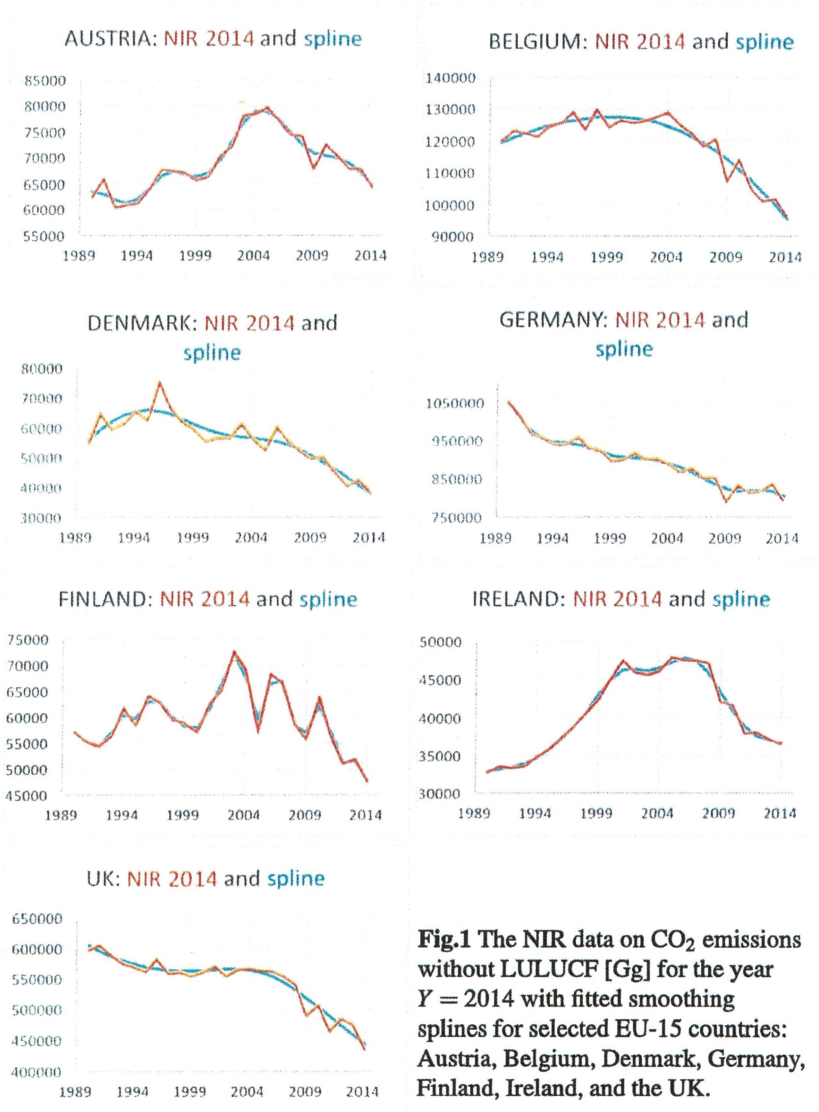 AUSTRIA: NIR 2014 and spline
85000
80000
75000
70000
65000
60000
55000
1989 1994 1999 2004 2009 2014
BELGIUM: NIR 2014 and spline
140000
130000
120000
110000
100000
90000
1989 1994 1999 2004 2009 2014
DENMARK: NIR 2014 and
spline
80000
70000
60000
50000
40000
30000
1989 1994 1999 2004 2009 2014
GERMANY: NIR 2014 and
spline
1050000
950000
850000
750000
1989 1994 1999 2004 2009 2014
FINLAND: NIR 2014 and spline
75000
70000
65000
60000
55000
50000
45000
1989 1994 1999 2004 2009 2014
IRELAND: NIR 2014 and spline
50000
45000
40000
35000
30000
1989 1994 1999 2004 2009 2014
UK: NIR 2014 and spline
650000
600000
550000
500000
450000
400000
1989 1994 1999 2004 2009 2014
Fig.1 The NIR data on CO₂ emissions
without LULUCF [Gg] for the year
Y = 2014 with fitted smoothing
splines for selected EU-15 countries:
Austria, Belgium, Denmark, Germany,
Finland, Ireland, and the UK.